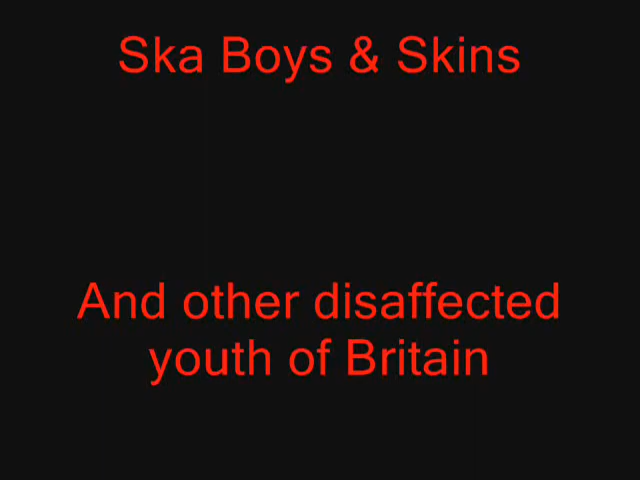 Ska Boys & Skins
And other disaffected
youth of Britain